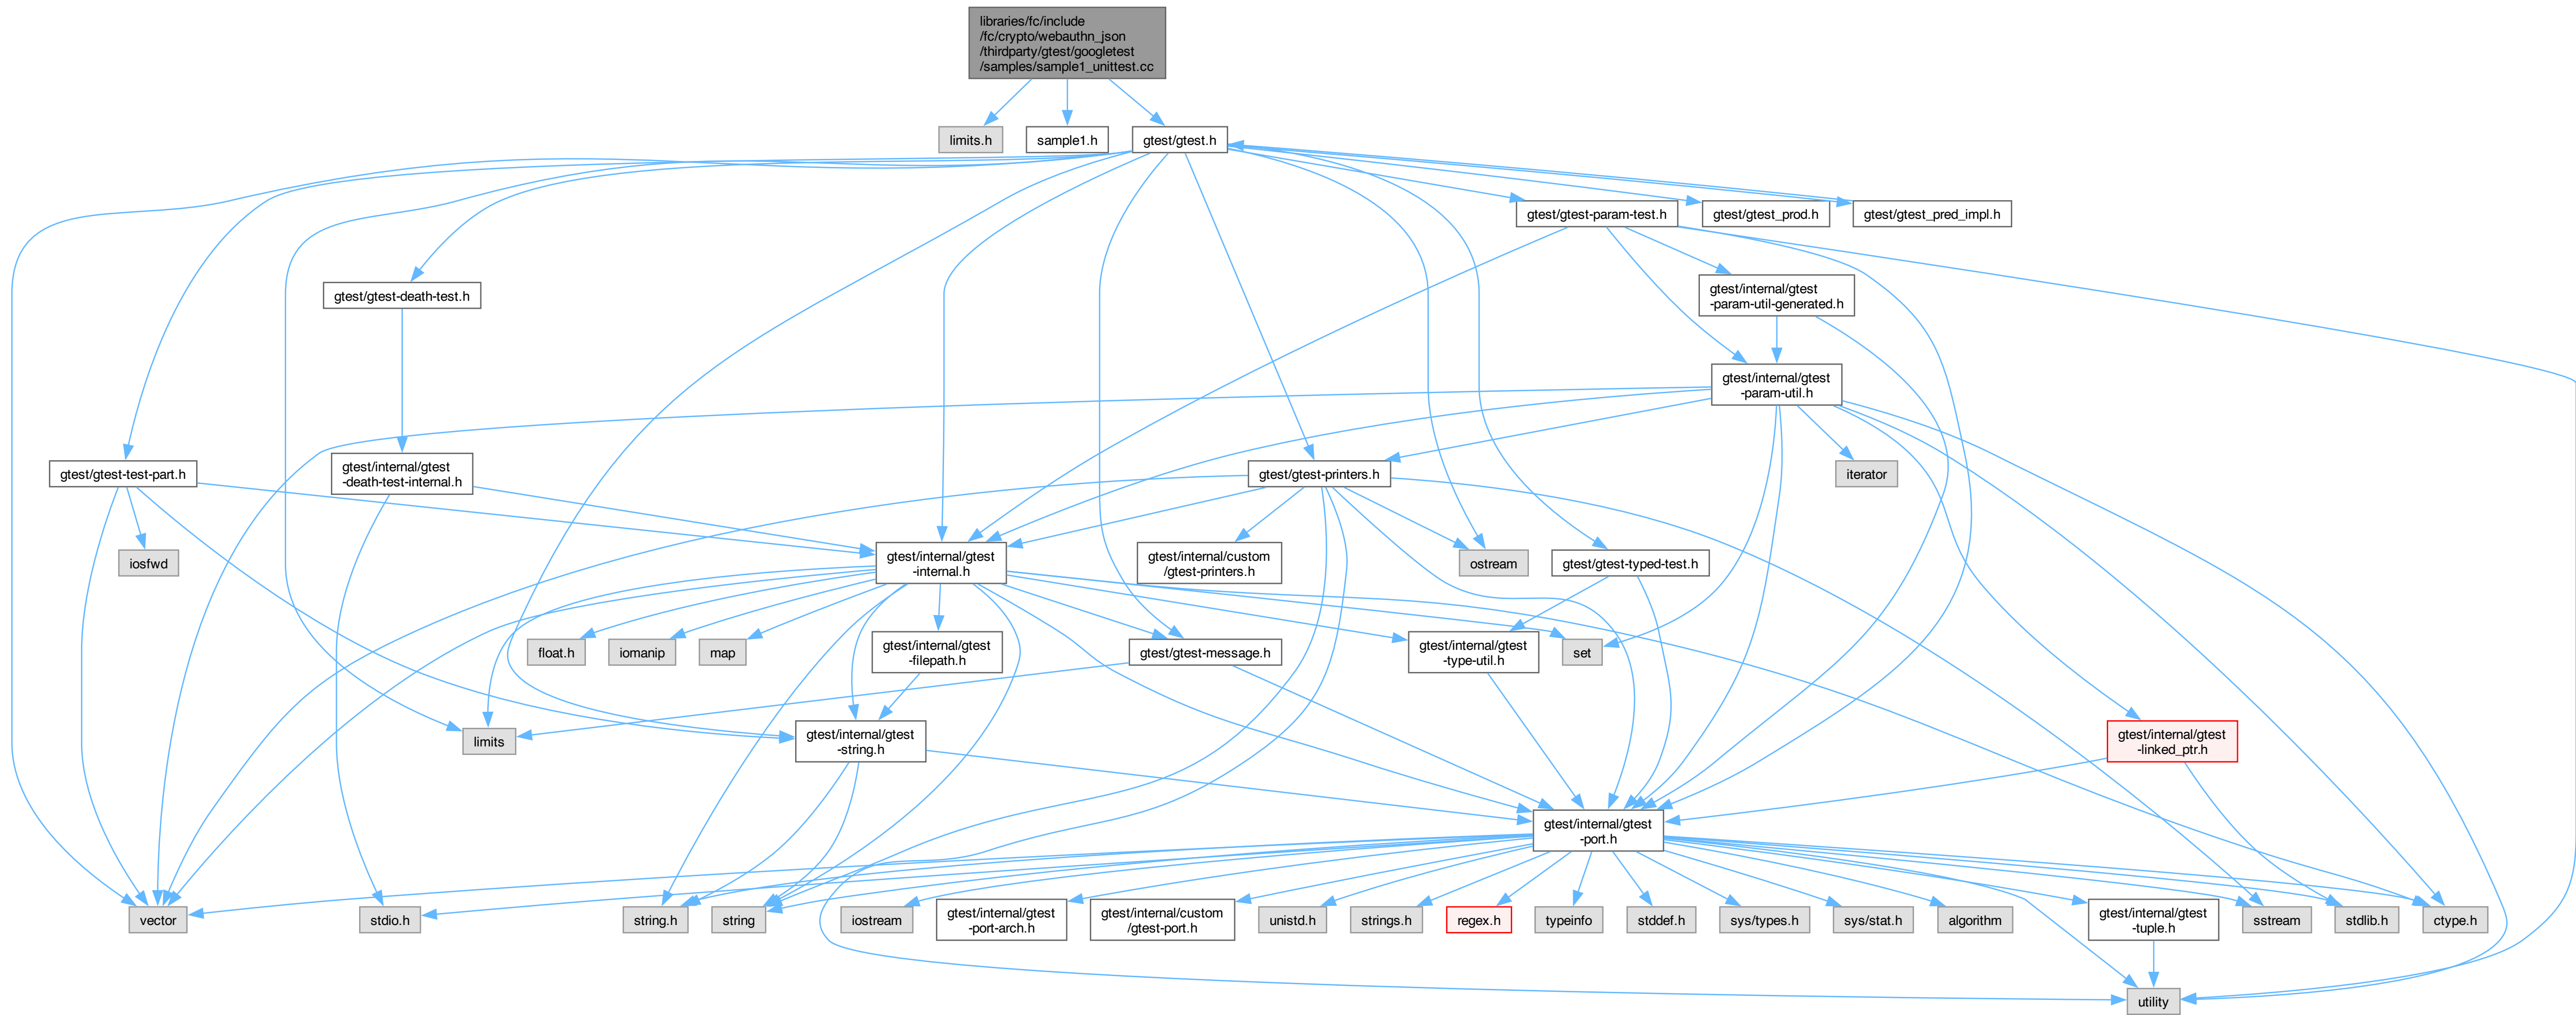 libraries/fc/include
/fc/crypto/webauthn_json
/thirdparty/gtest/googletest
/samples/sample1_unittest.cc
limits.h
sample1.h
gtest/gtest.h
gtest/gtest-param-test.h
gtest/gtest_prod.h
gtest/gtest_pred_impl.h
gtest/gtest-death-test.h
gtest/internal/gtest
-param-util-generated.h
gtest/internal/gtest
-param-util.h
gtest/gtest-test-part.h
gtest/internal/gtest
-death-test-internal.h
gtest/gtest-printers.h
iterator
iosfwd
gtest/internal/gtest
-internal.h
gtest/internal/custom
/gtest-printers.h
ostream
gtest/gtest-typed-test.h
float.h
iomanip
map
gtest/internal/gtest
-filepath.h
gtest/gtest-message.h
gtest/internal/gtest
-type-util.h
set
limits
gtest/internal/gtest
-string.h
gtest/internal/gtest
-linked_ptr.h
gtest/internal/gtest
-port.h
vector
stdio.h
string.h
string
iostream
gtest/internal/gtest
-port-arch.h
gtest/internal/custom
/gtest-port.h
unistd.h
strings.h
regex.h
typeinfo
stddef.h
sys/types.h
sys/stat.h
algorithm
gtest/internal/gtest
-tuple.h
sstream
stdlib.h
ctype.h
utility